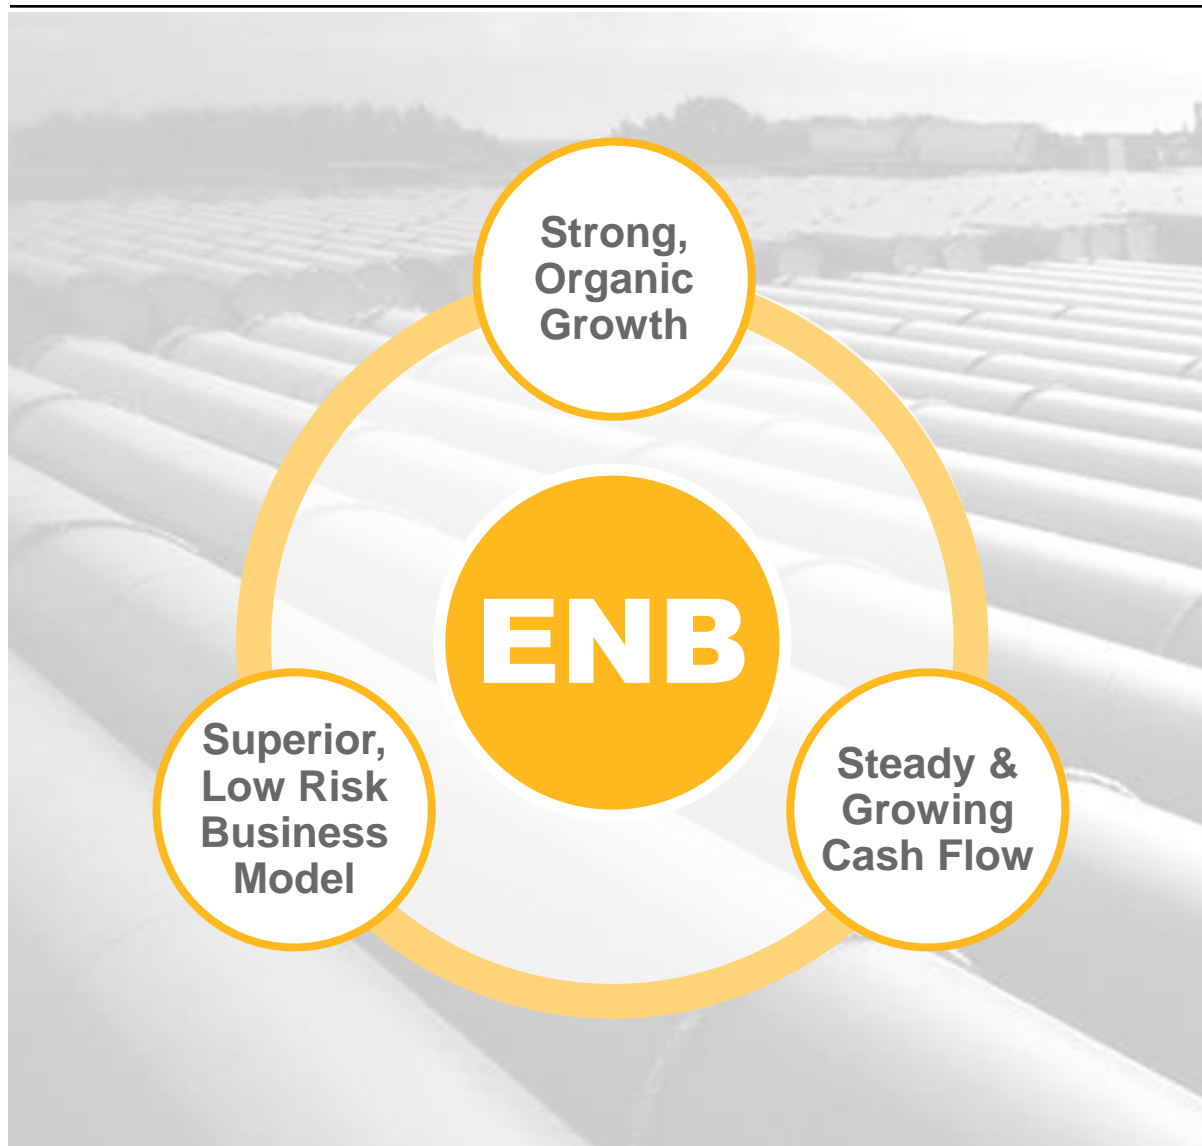 Strong,
Organic
Growth
ENB
Superior,
Low Risk
Business
Model
Steady &
Growing
Cash Flow